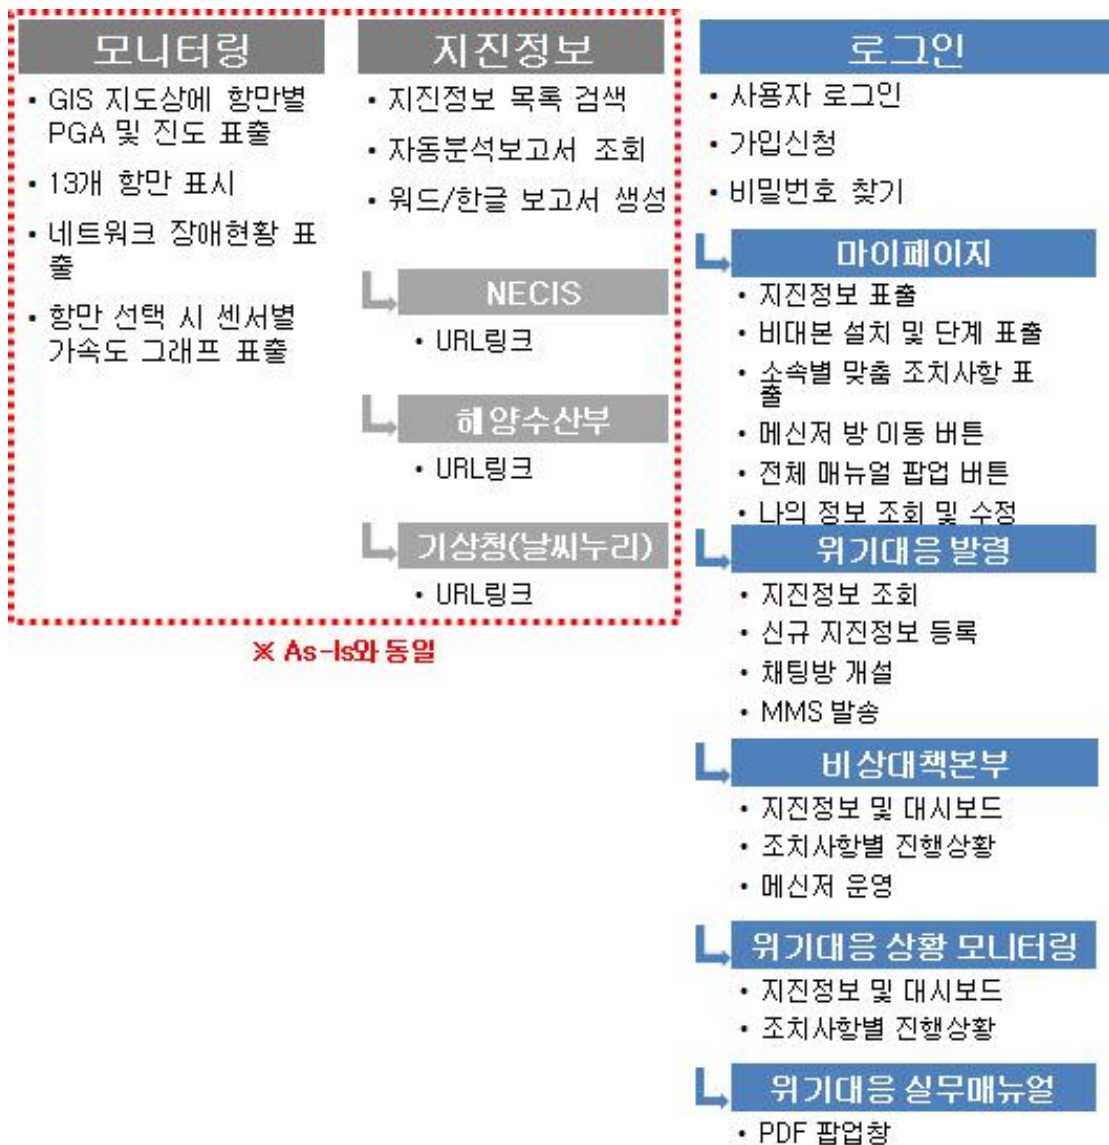 모니터링
• GIS 지도상에 항만별
PGA 및 진도 표출
• 13개 항만 표시
• 네트워크 장애현황 표
출
• 항만 선택 시 센서별
가속도 그래프 표출
지진정보
• 지진정보 목록 검색
• 자동분석보고서 조회
• 워드/한글 보고서 생성
NECIS
• URL링크
해양수산부
• URL링크
기상청(날씨누리)
• URL링크
※ As-Is와 동일
로그인
• 사용자 로그인
• 가입신청
• 비밀번호 찾기
마이페이지
• 지진정보 표출
• 비대본 설치 및 단계 표출
• 소속별 맞춤 조치사항 표
출
• 메신저 방 이동 버튼
• 전체 매뉴얼 팝업 버튼
• 나의 정보 조회 및 수정
위기대응 발령
• 지진정보 조회
• 신규 지진정보 등록
• 채팅방 개설
• MMS 발송
비상대책본부
• 지진정보 및 대시보드
• 조치사항별 진행상황
• 메신저 운영
위기대응 상황 모니터링
• 지진정보 및 대시보드
• 조치사항별 진행상황
위기대응 실무매뉴얼
• PDF 팝업창